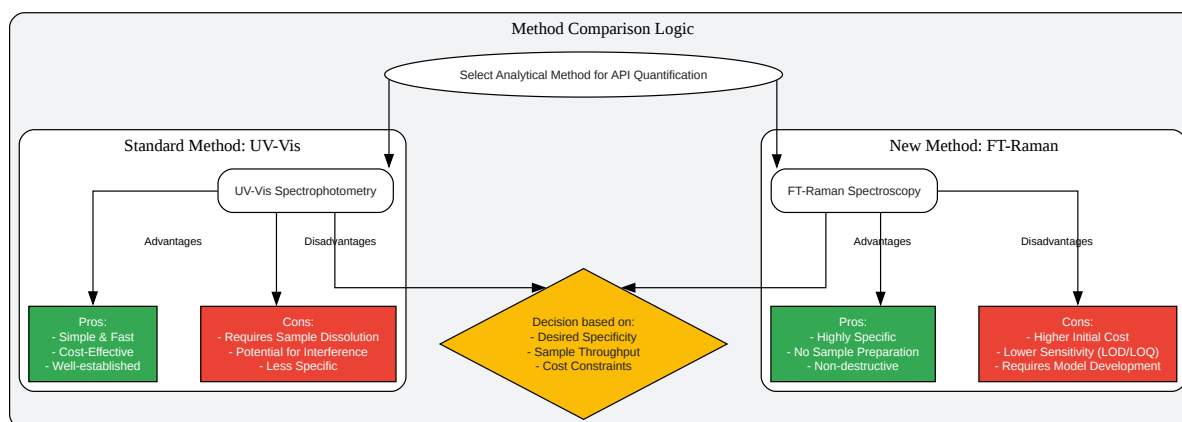 Method Comparison Logic
Select Analytical Method for API Quantification
Standard Method: UV-Vis
New Method: FT-Raman
UV-Vis Spectrophotometry
FT-Raman Spectroscopy
Advantages
Disadvantages
Advantages
Disadvantages
Pros:
- Simple & Fast
- Cost-Effective
- Well-established
Cons:
- Requires Sample Dissolution
- Potential for Interference
- Less Specific
Decision based on:
- Desired Specificity
- Sample Throughput
- Cost Constraints
Pros:
- Highly Specific
- No Sample Preparation
- Non-destructive
Cons:
- Higher Initial Cost
- Lower Sensitivity (LOD/LOQ)
- Requires Model Development